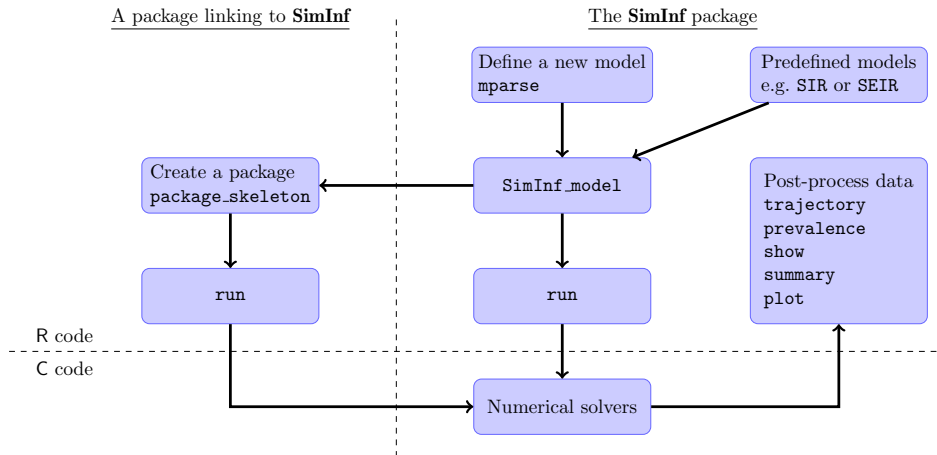 A package linking to SimInf
The SimInf package
Define a new model
mparse
Predefined models
e.g. SIR or SEIR
Create a package
package_skeleton
SimInf_model
Post-process data
trajectory
prevalence
show
summary
plot
run
run
R code
C code
Numerical solvers